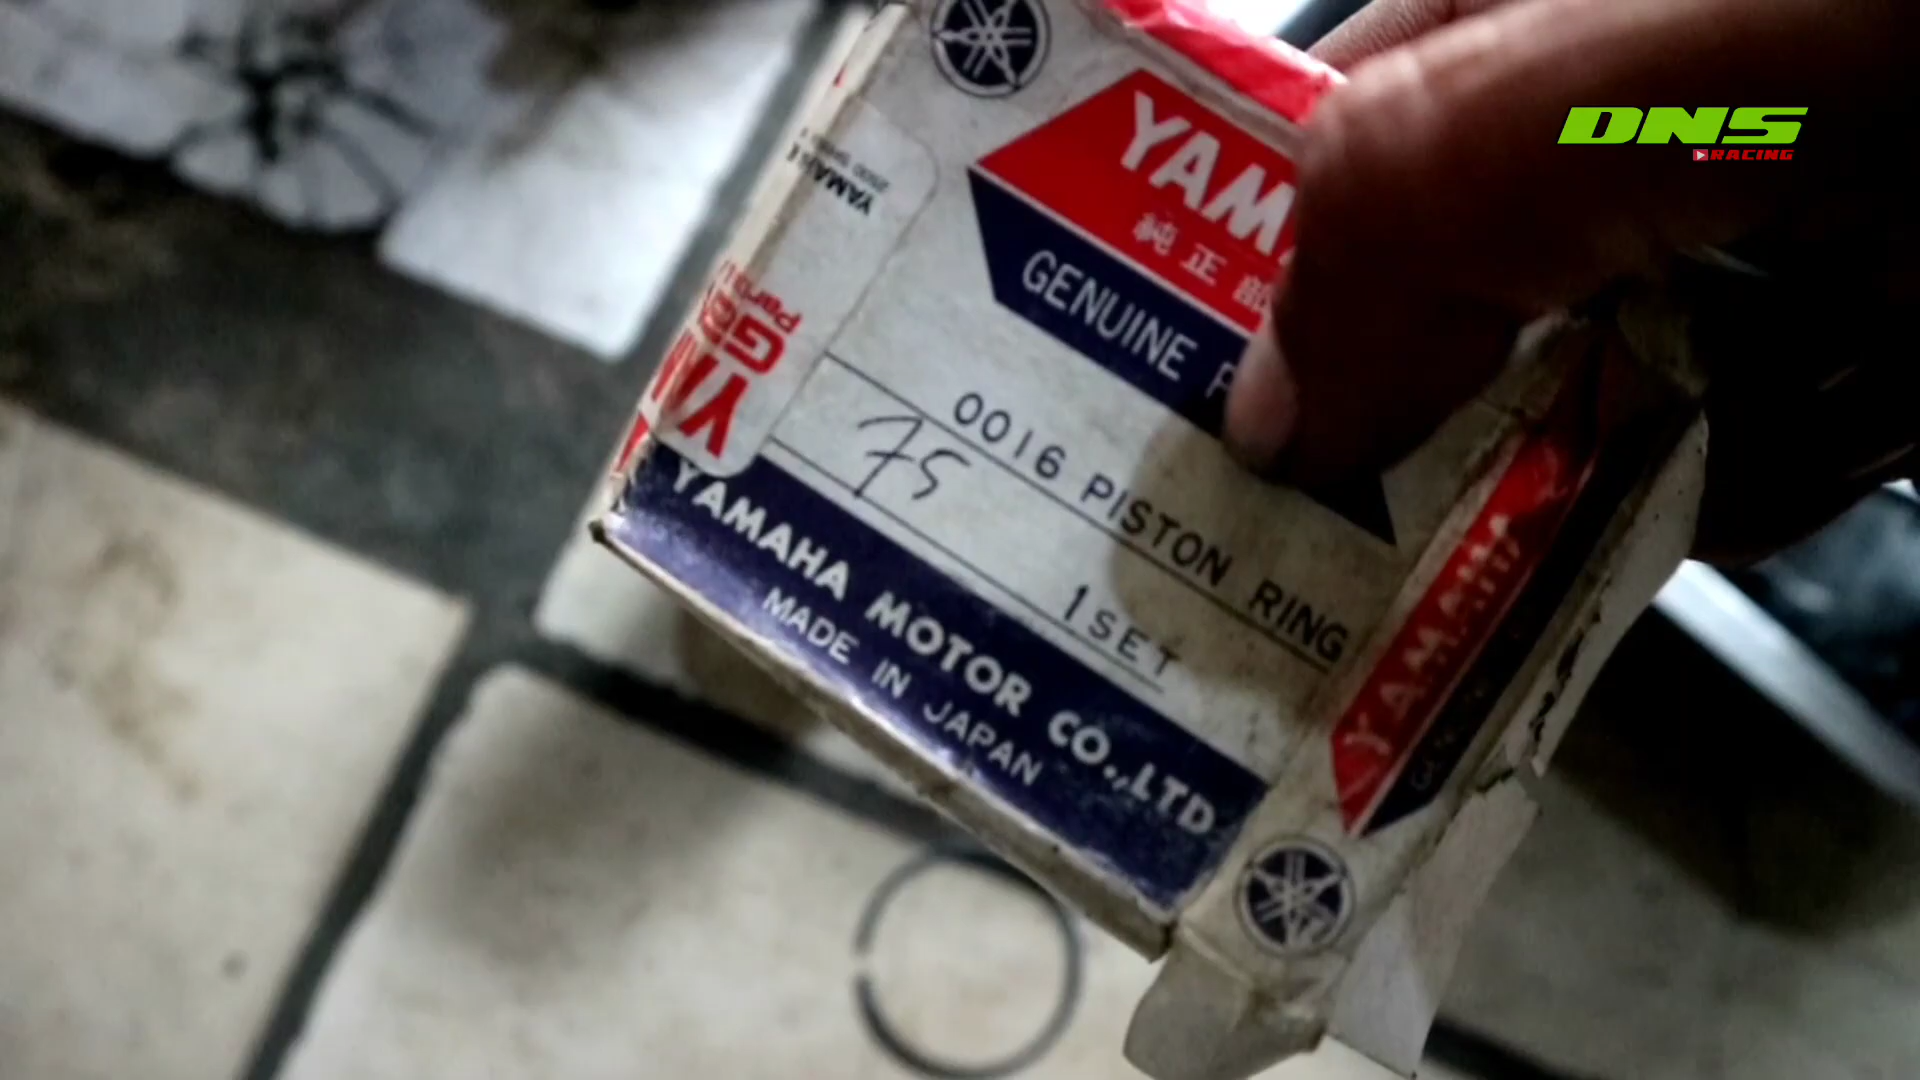 DNS
RACING
YAMA
純正部
GENUINE P
0016 PISTON RING
75
1 SET
YAMAHA MOTOR CO.,LTD
MADE IN JAPAN
YAMAHA